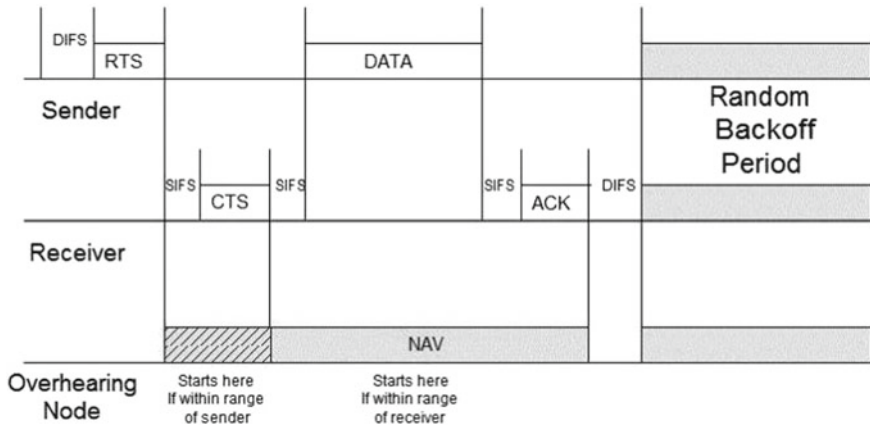 DIFS
RTS
DATA
Sender
Random
Backoff
Period
SIFS
CTS
SIFS
SIFS
ACK
DIFS
Receiver
NAV
Overhearing
Node
Starts here
If within range
of sender
Starts here
If within range
of receiver